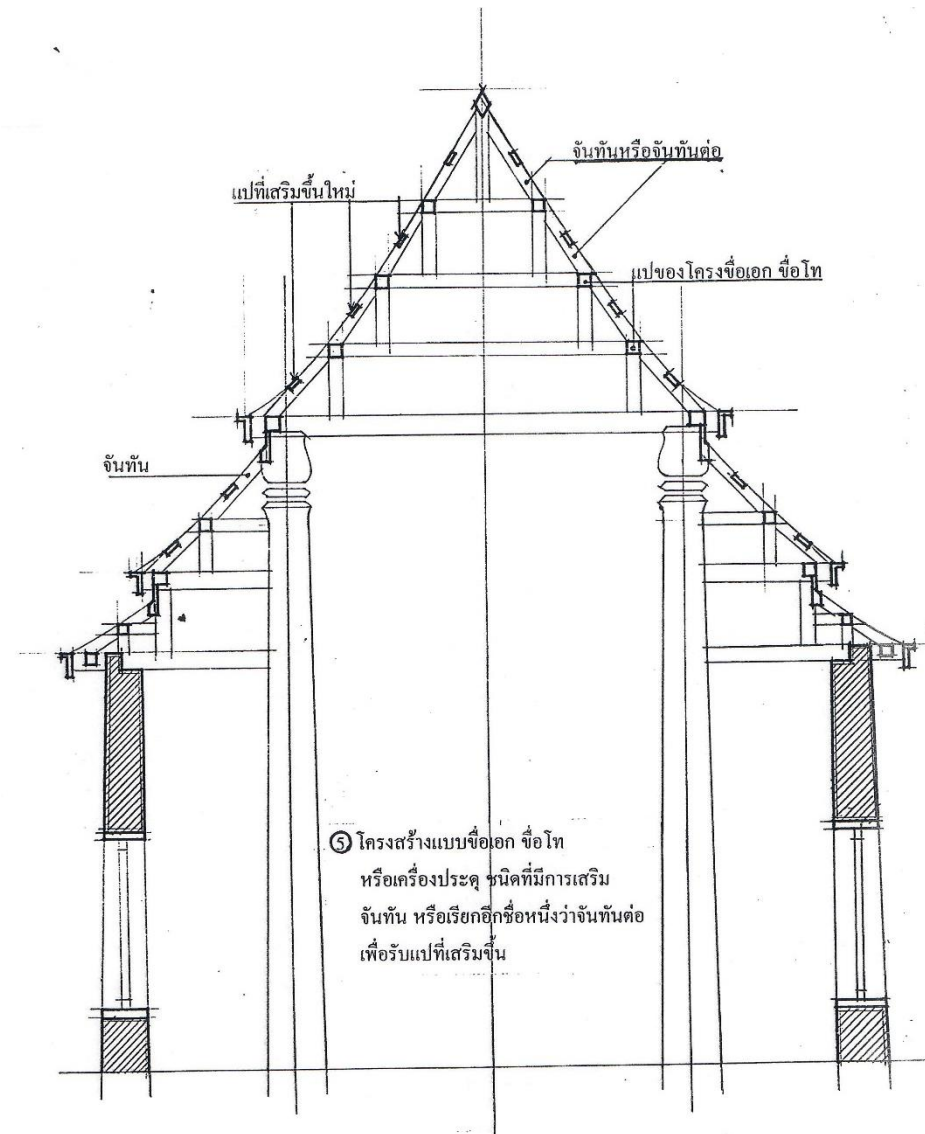 จันทันหรือจันทันต่อ
แปที่เสริมขึ้นใหม่
แปของโครงขื่อเอก ขื่อโท
จันทัน
⑤ โครงสร้างแบบขื่อเอก ขื่อโท
หรือเครื่องประดุ ชนิดที่มีการเสริม
จันทัน หรือเรียกอีกชื่อหนึ่งว่าจันทันต่อ
เพื่อรับแปที่เสริมขึ้น